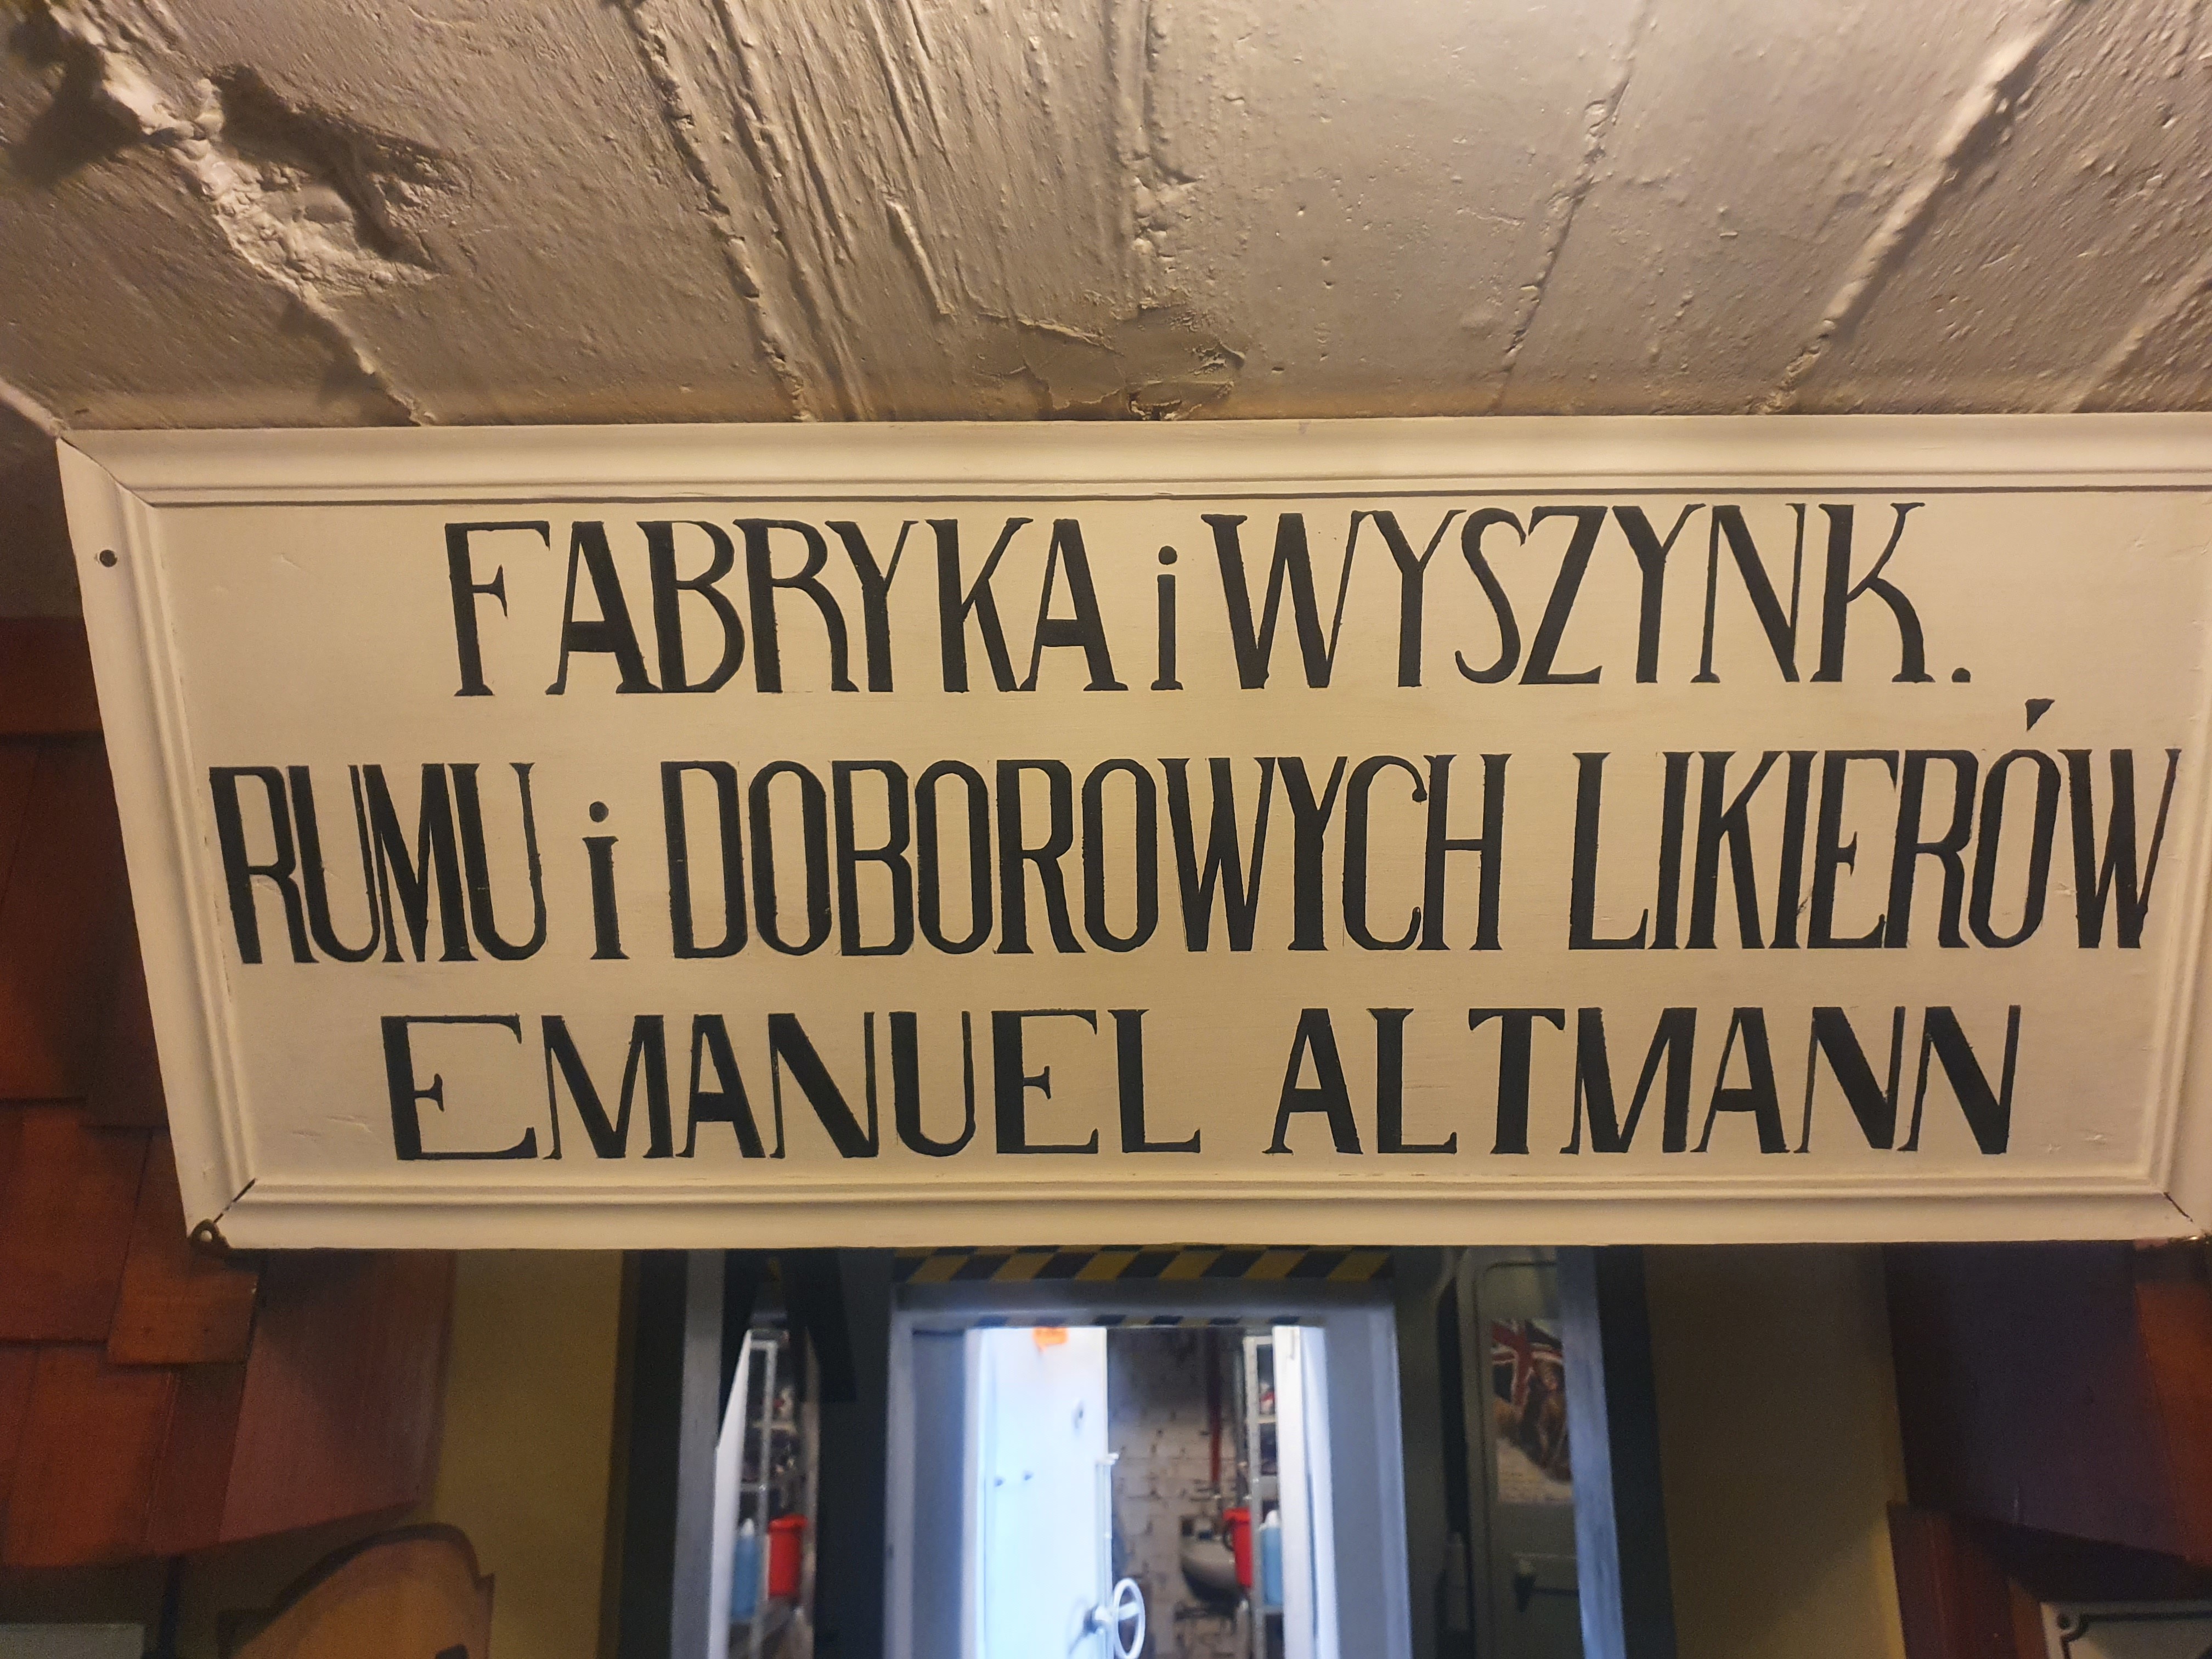 FABRYKA i WYSZYNK.
RUMU i DOBOROWYCH LIKIERÓW
EMANUEL ALTMANN